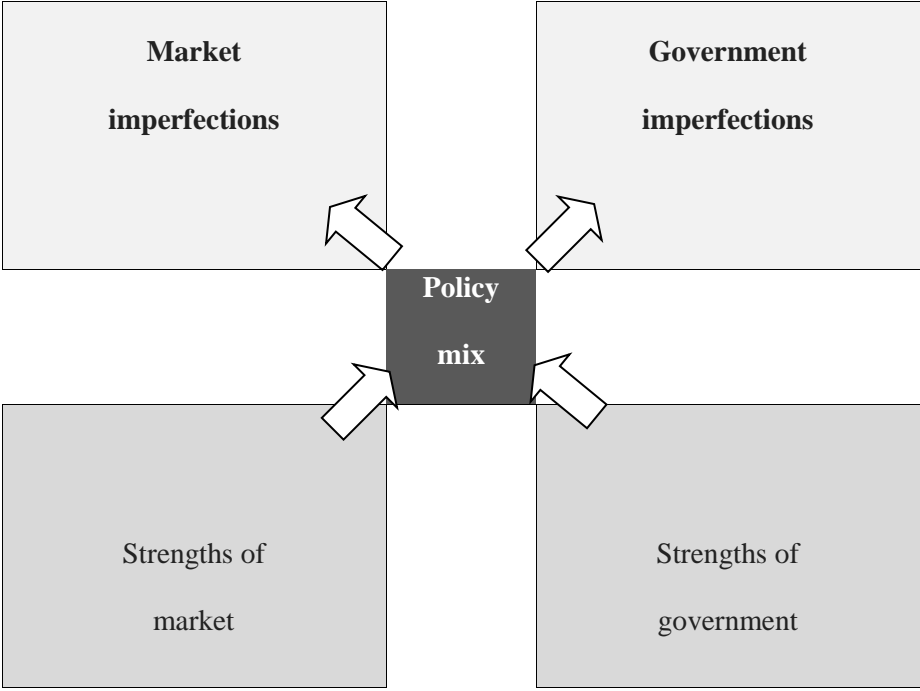 Market
imperfections
Government
imperfections
Policy
mix
Strengths of
market
Strengths of
government